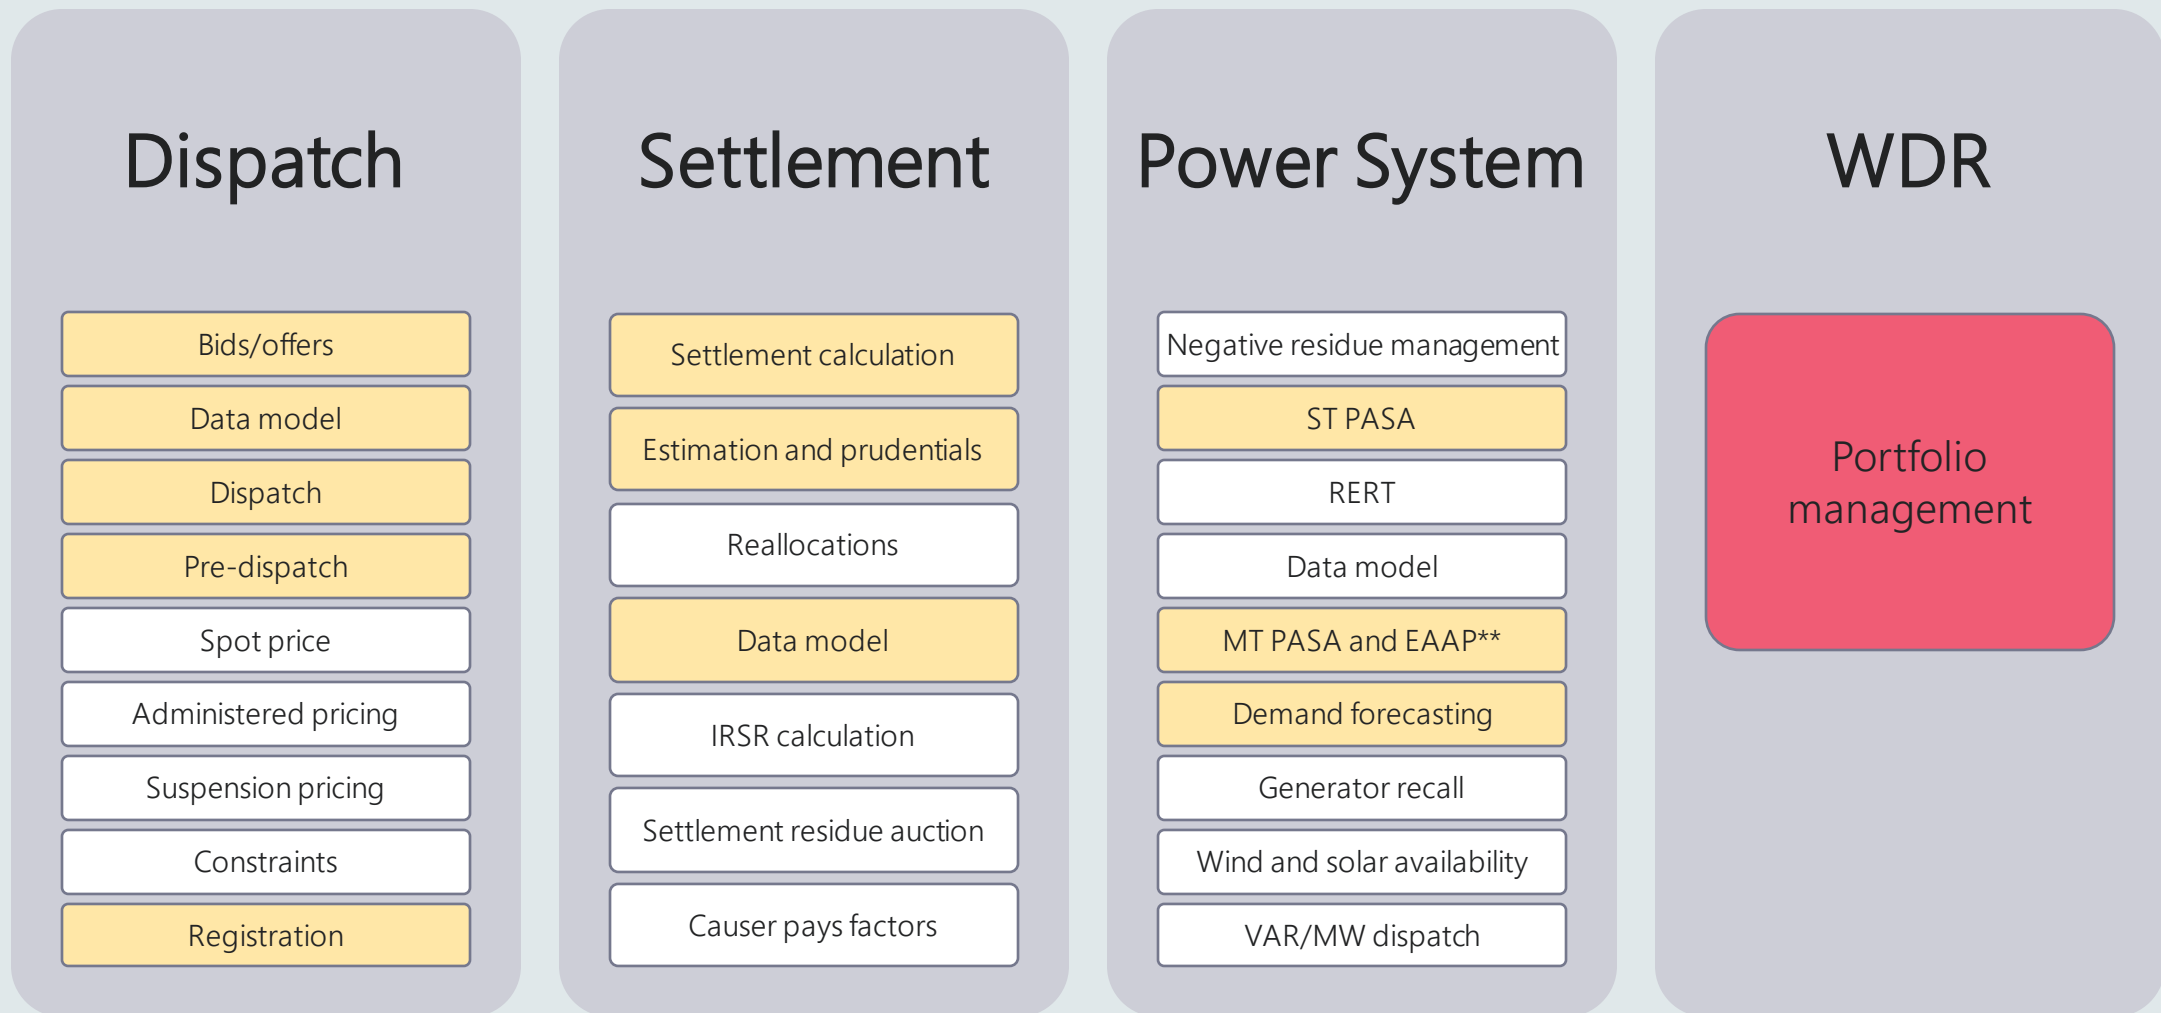 Dispatch
Bids/offers
Data model
Dispatch
Pre-dispatch
Spot price
Administered pricing
Suspension pricing
Constraints
Registration
Settlement
Settlement calculation
Estimation and prudentials
Reallocations
Data model
IRSR calculation
Settlement residue auction
Causer pays factors
Power System
Negative residue management
ST PASA
RERT
Data model
MT PASA and EAAP**
Demand forecasting
Generator recall
Wind and solar availability
VAR/MW dispatch
WDR
Portfolio
management